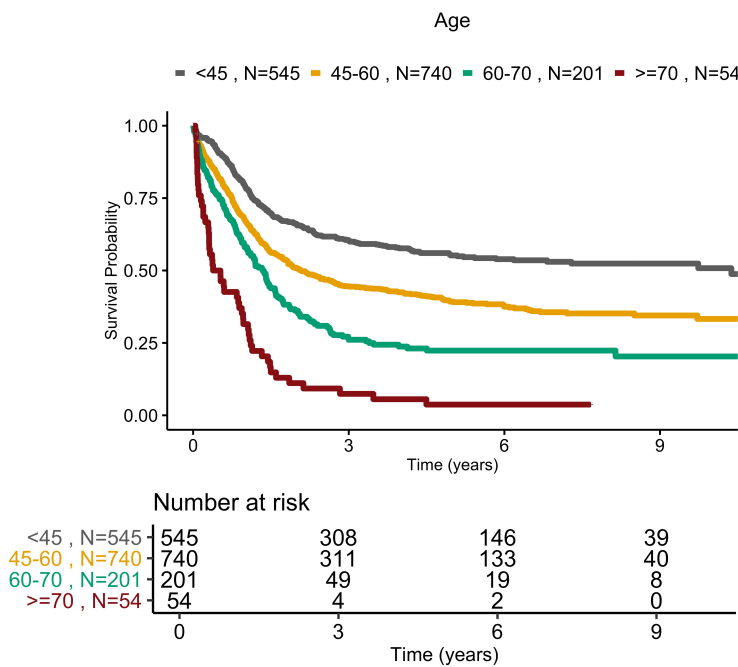 Age
<45 , N=545 45-60 , N=740 60-70 , N=201 >=70 , N=54
1.00
0.75
0.50
0.25
0.00
Survival Probability
0 3 6 9
Time (years)
Number at risk
<45 , N=545 545 308 146 39
45-60 , N=740 740 311 133 40
60-70 , N=201 201 49 19 8
>=70 , N=54 54 4 2 0
0 3 6 9
Time (years)